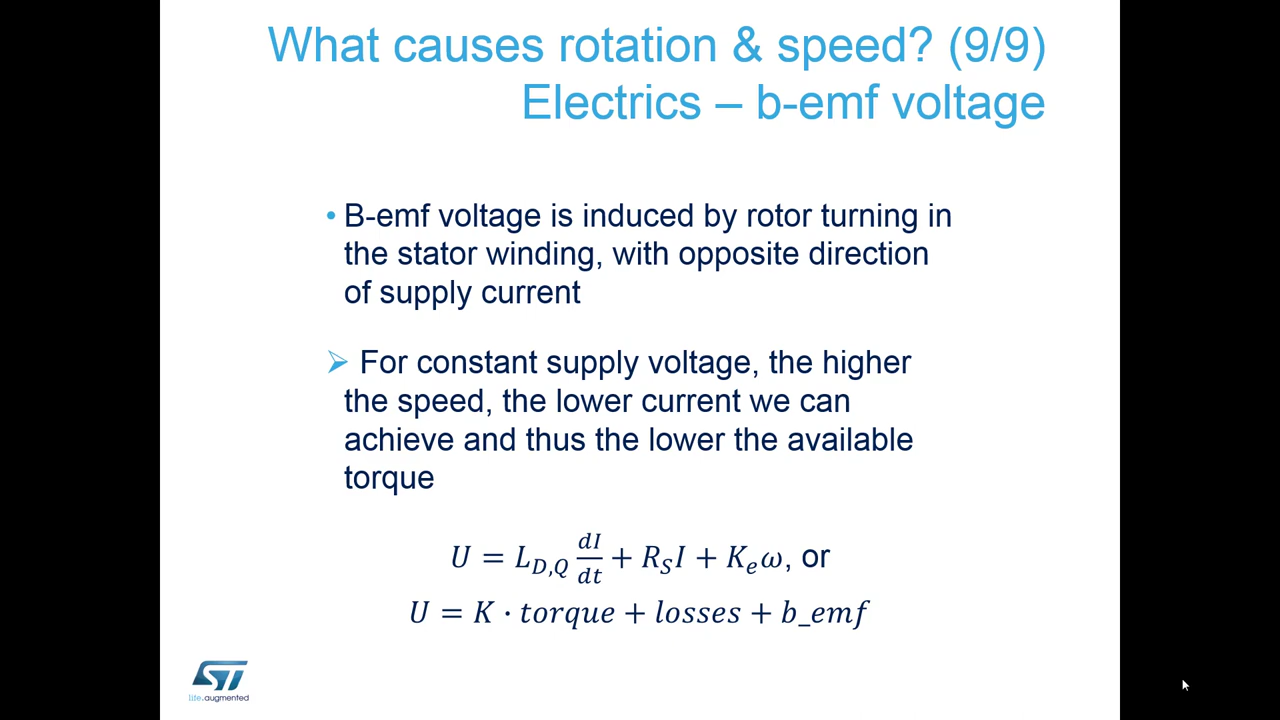 What causes rotation & speed? (9/9)
Electrics – b-emf voltage
• B-emf voltage is induced by rotor turning in
the stator winding, with opposite direction
of supply current
➢ For constant supply voltage, the higher
the speed, the lower current we can
achieve and thus the lower the available
torque
U = L_{D,Q} \frac{dI}{dt} + R_S I + K_e ω, or
U = K · torque + losses + b_emf
ST
life.augmented